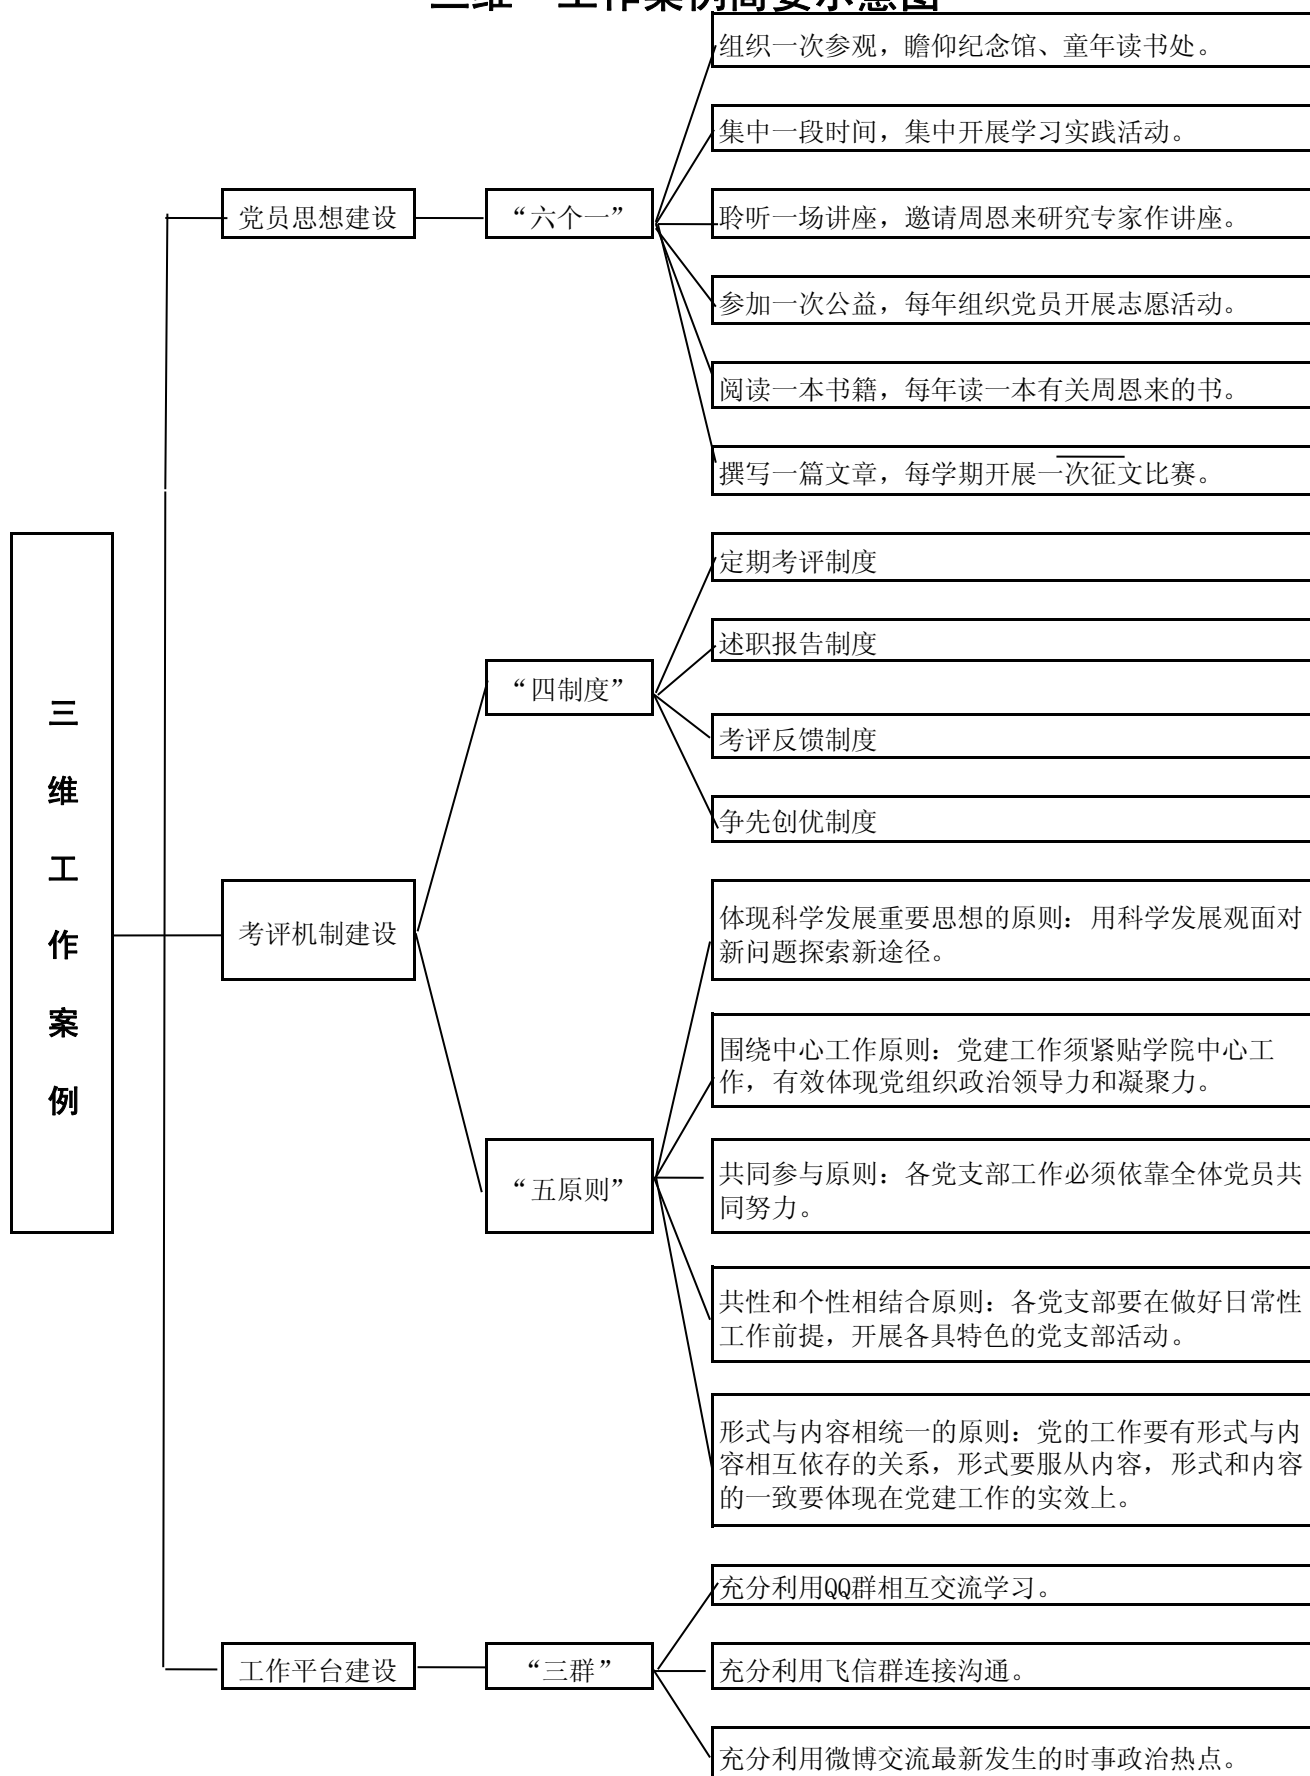 三维一工作案例简要示意图
组织一次参观，瞻仰纪念馆、童年读书处。
集中一段时间，集中开展学习实践活动。
党员思想建设
“六个一”
聆听一场讲座，邀请周恩来研究专家作讲座。
参加一次公益，每年组织党员开展志愿活动。
阅读一本书籍，每年读一本有关周恩来的书。
撰写一篇文章，每学期开展一次征文比赛。
定期考评制度
述职报告制度
“四制度”
考评反馈制度
争先创优制度
三
维
工
作
案
例
考评机制建设
体现科学发展重要思想的原则：用科学发展观面对
新问题探索新途径。
围绕中心工作原则：党建工作须紧贴学院中心工
作，有效体现党组织政治领导力和凝聚力。
“五原则”
共同参与原则：各党支部工作必须依靠全体党员共
同努力。
共性和个性相结合原则：各党支部要在做好日常性
工作前提，开展各具特色的党支部活动。
形式与内容相统一的原则：党的工作要有形式与内
容相互依存的关系，形式要服从内容，形式和内容
的一致要体现在党建工作的实效上。
充分利用QQ群相互交流学习。
工作平台建设
“三群”
充分利用飞信群连接沟通。
充分利用微博交流最新发生的时事政治热点。